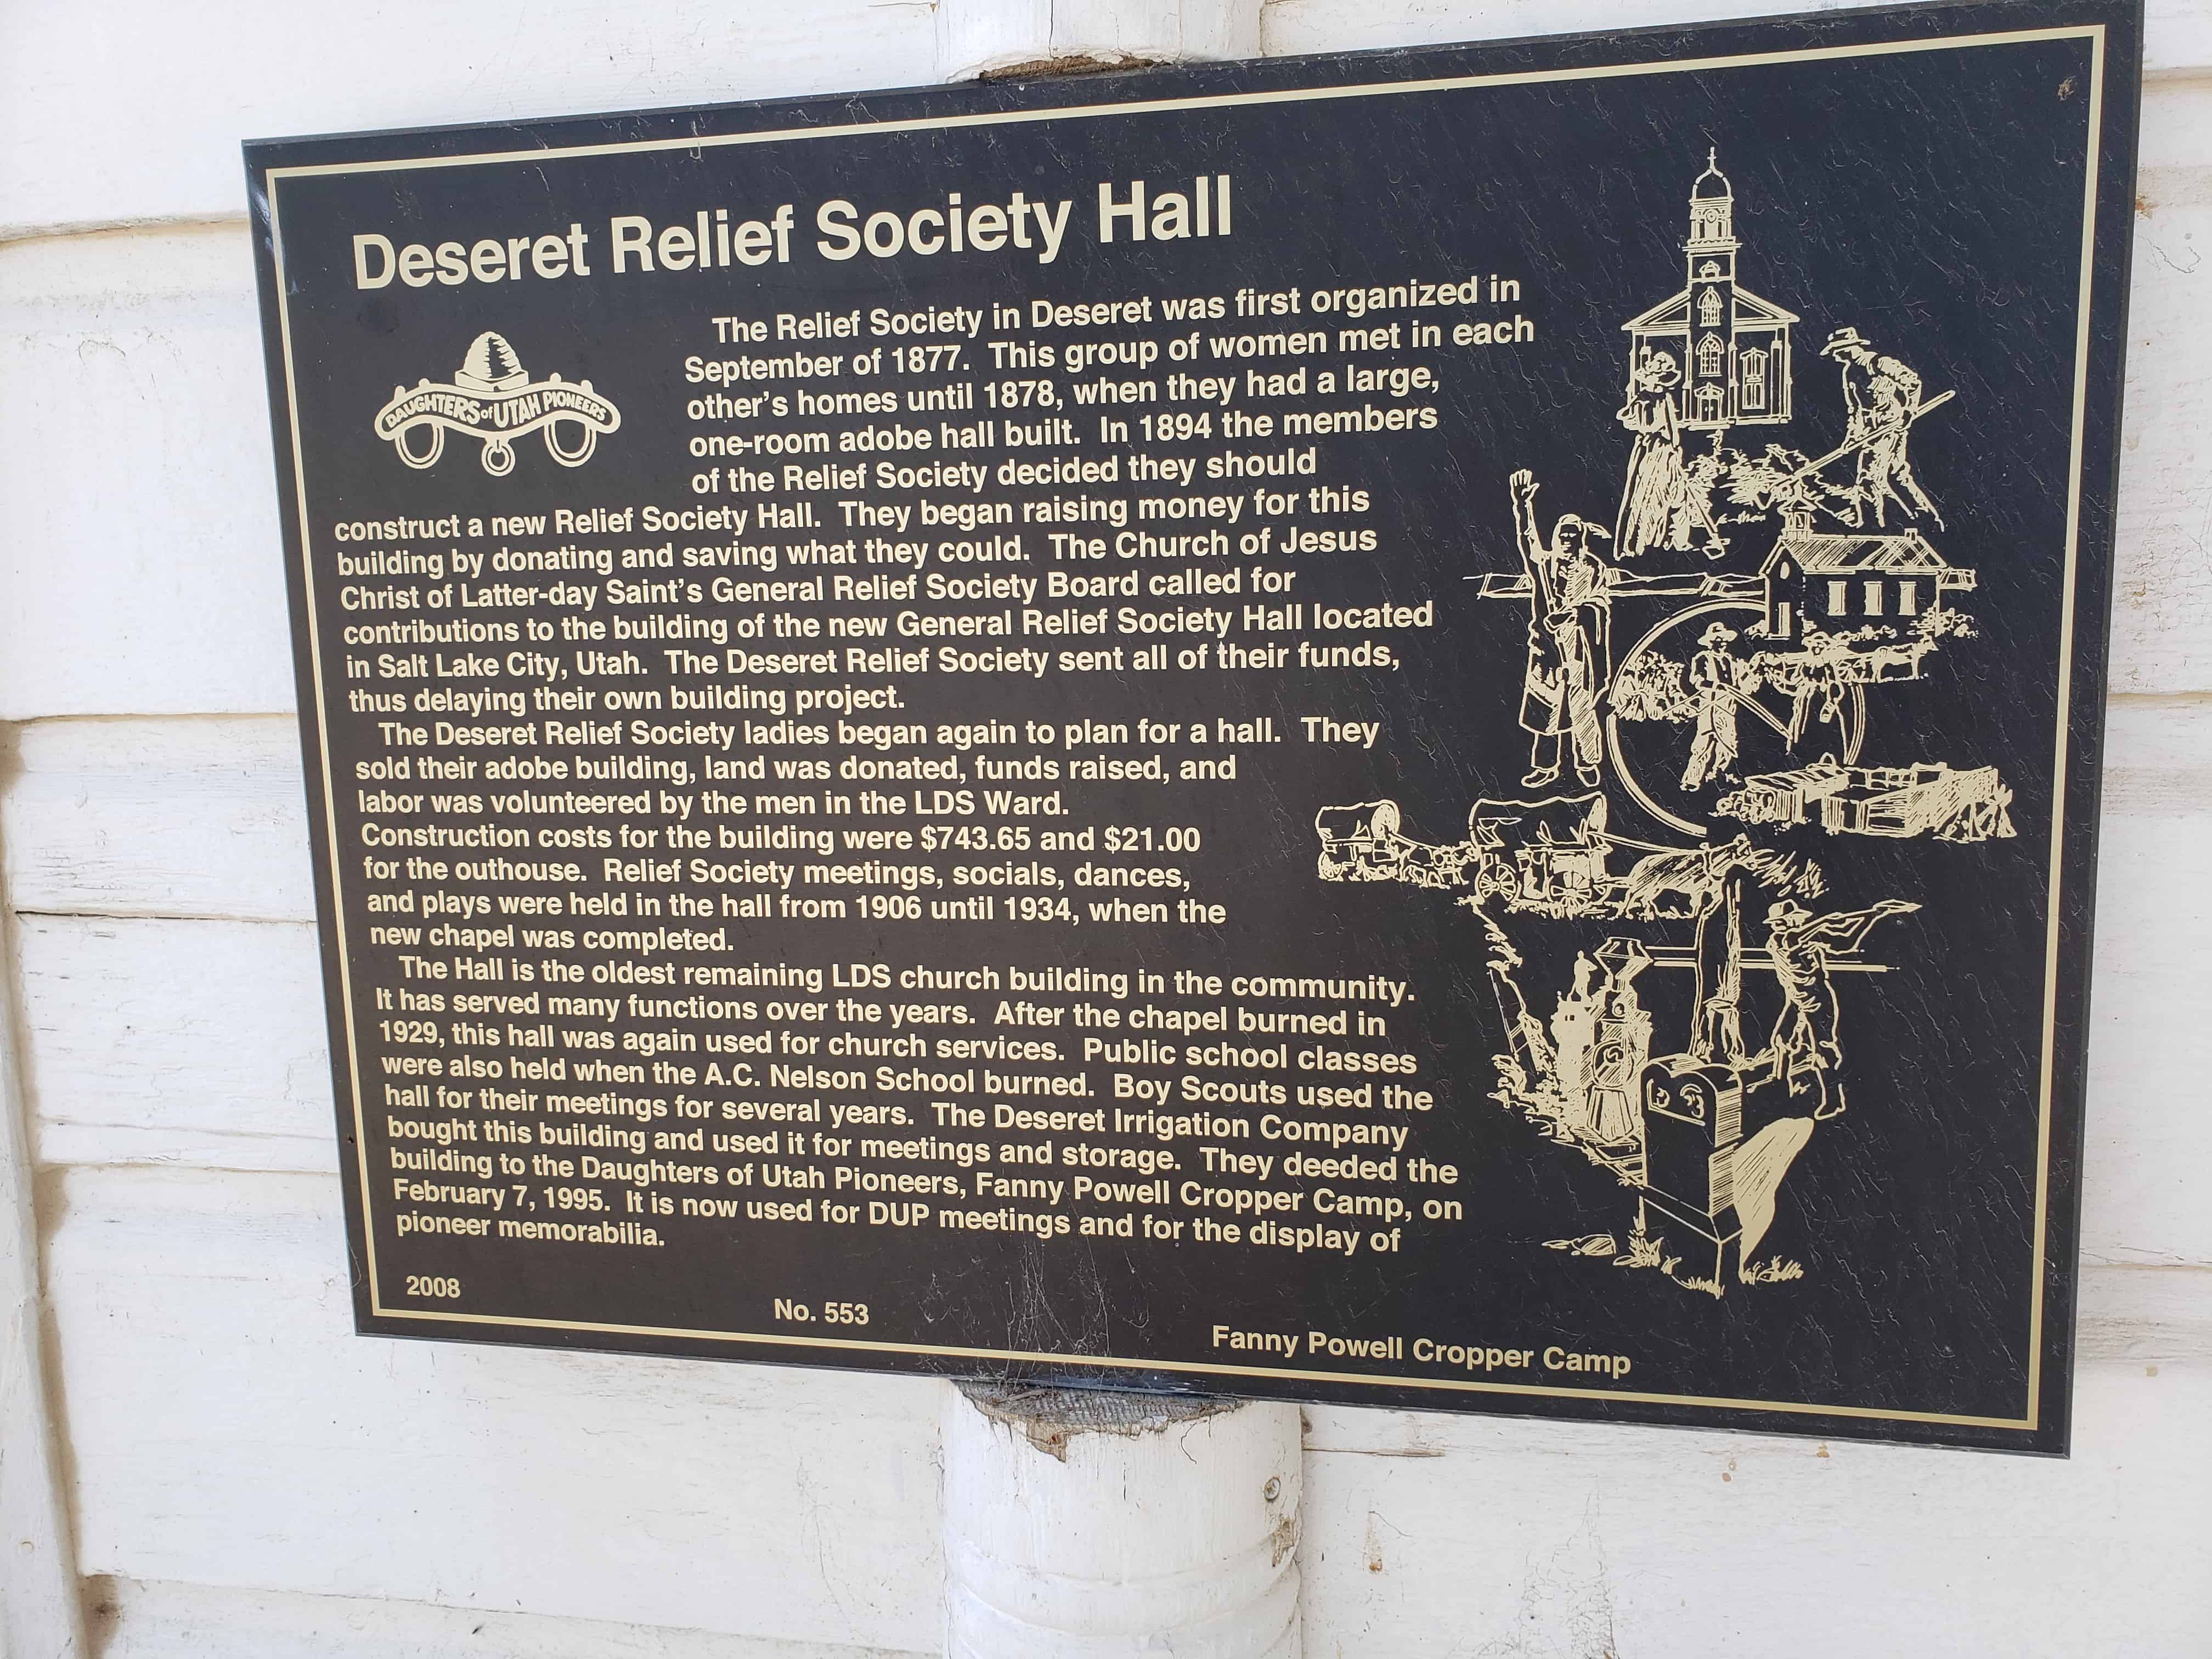 Deseret Relief Society Hall
DAUGHTERS of UTAH PIONEERS
The Relief Society in Deseret was first organized in
September of 1877. This group of women met in each
other's homes until 1878, when they had a large,
one-room adobe hall built. In 1894 the members
of the Relief Society decided they should
construct a new Relief Society Hall. They began raising money for this
building by donating and saving what they could. The Church of Jesus
Christ of Latter-day Saint's General Relief Society Board called for
contributions to the building of the new General Relief Society Hall located
in Salt Lake City, Utah. The Deseret Relief Society sent all of their funds,
thus delaying their own building project.
The Deseret Relief Society ladies began again to plan for a hall. They
sold their adobe building, land was donated, funds raised, and
labor was volunteered by the men in the LDS Ward.
Construction costs for the building were $743.65 and $21.00
for the outhouse. Relief Society meetings, socials, dances,
and plays were held in the hall from 1906 until 1934, when the
new chapel was completed.
The Hall is the oldest remaining LDS church building in the community.
It has served many functions over the years. After the chapel burned in
1929, this hall was again used for church services. Public school classes
were also held when the A.C. Nelson School burned. Boy Scouts used the
hall for their meetings for several years. The Deseret Irrigation Company
bought this building and used it for meetings and storage. They deeded the
building to the Daughters of Utah Pioneers, Fanny Powell Cropper Camp, on
February 7, 1995. It is now used for DUP meetings and for the display of
pioneer memorabilia.
2008
No. 553
Fanny Powell Cropper Camp